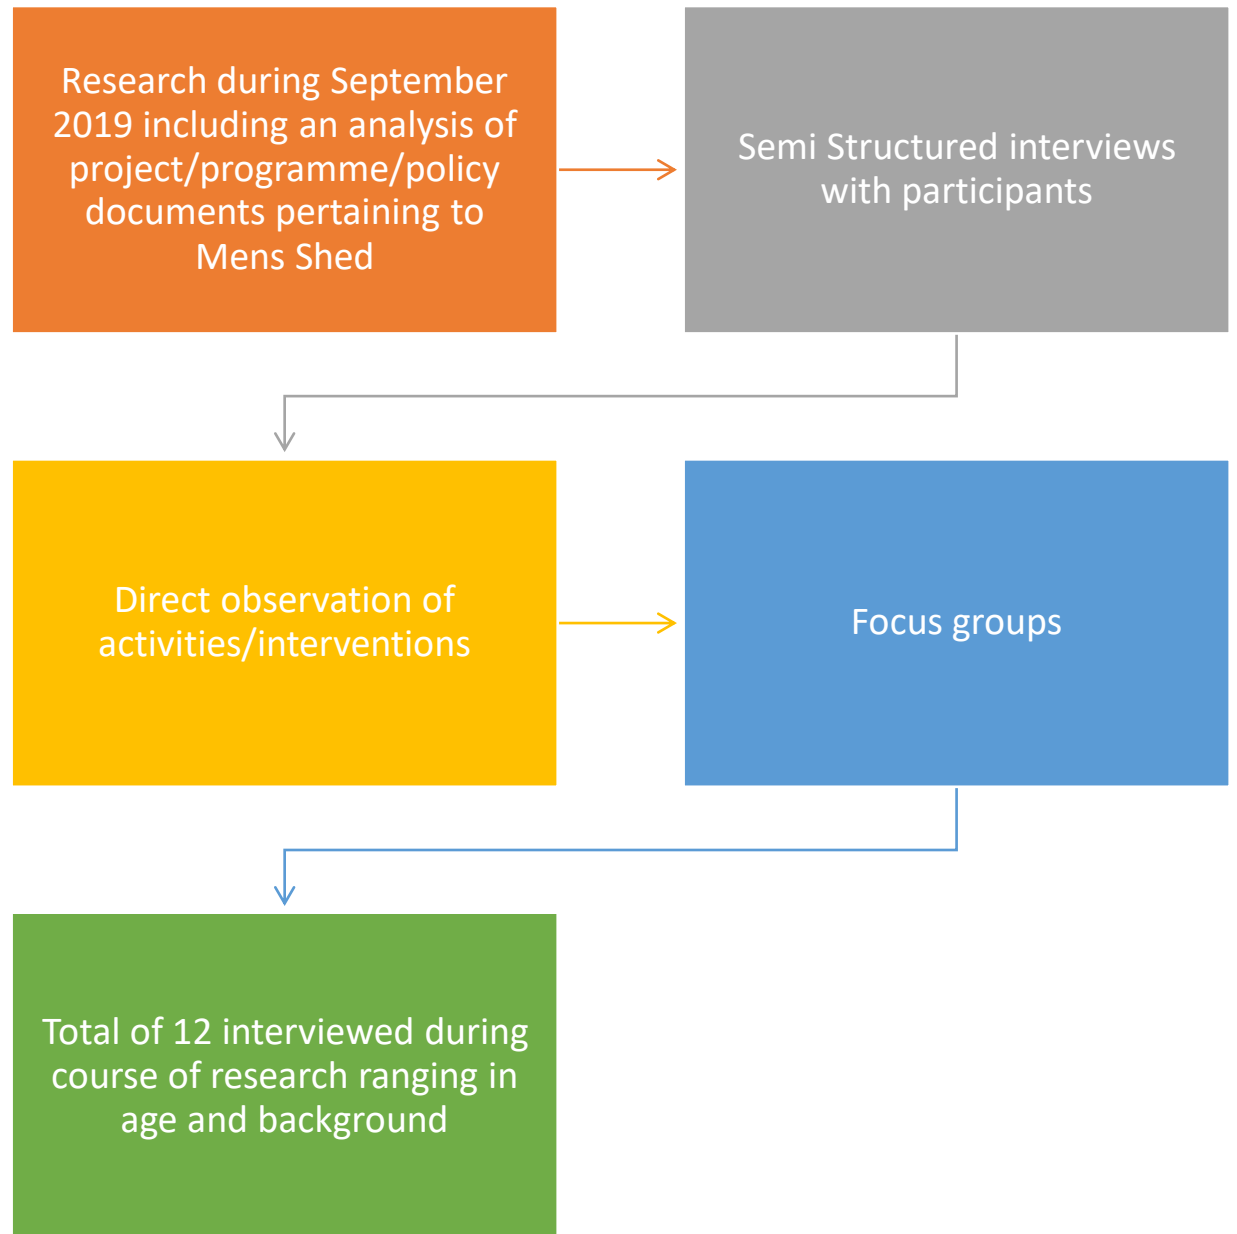 Research during September
2019 including an analysis of
project/programme/policy
documents pertaining to
Mens Shed
Semi Structured interviews
with participants
Direct observation of
activities/interventions
Focus groups
Total of 12 interviewed during
course of research ranging in
age and background